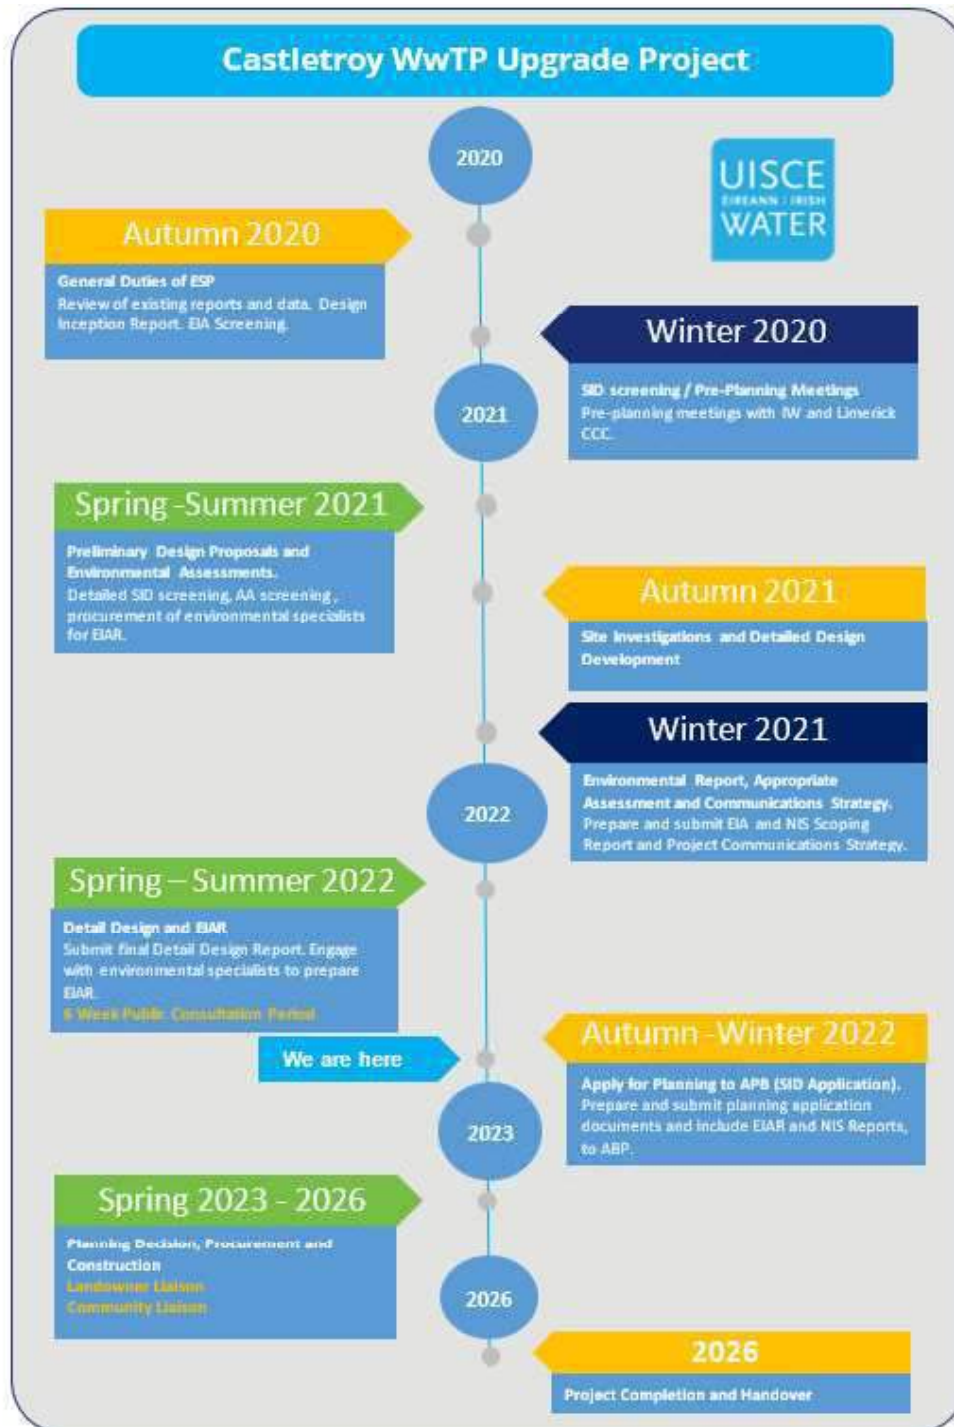 Castletroy WwTP Upgrade Project
2020
UISCE
ÉIREANN : IRISH
WATER
Autumn 2020
General Duties of ESP
Review of existing reports and data. Design
Inception Report. EIA Screening.
Winter 2020
SID screening / Pre-Planning Meetings
Pre-planning meetings with IW and Limerick
CCC.
2021
Spring -Summer 2021
Preliminary Design Proposals and
Environmental Assessments.
Detailed SID screening, AA screening ,
procurement of environmental specialists
for EIAR.
Autumn 2021
Site Investigations and Detailed Design
Development
Winter 2021
Environmental Report, Appropriate
Assessment and Communications Strategy.
Prepare and submit EIA and NIS Scoping
Report and Project Communications Strategy.
2022
Spring – Summer 2022
Detail Design and EIAR
Submit final Detail Design Report. Engage
with environmental specialists to prepare
EIAR.
6 Week Public Consultation Period
We are here
Autumn -Winter 2022
Apply for Planning to APB (SID Application).
Prepare and submit planning application
documents and include EIAR and NIS Reports,
to ABP.
2023
Spring 2023 - 2026
Planning Decision, Procurement and
Construction
Landowner Liaison
Community Liaison
2026
2026
Project Completion and Handover